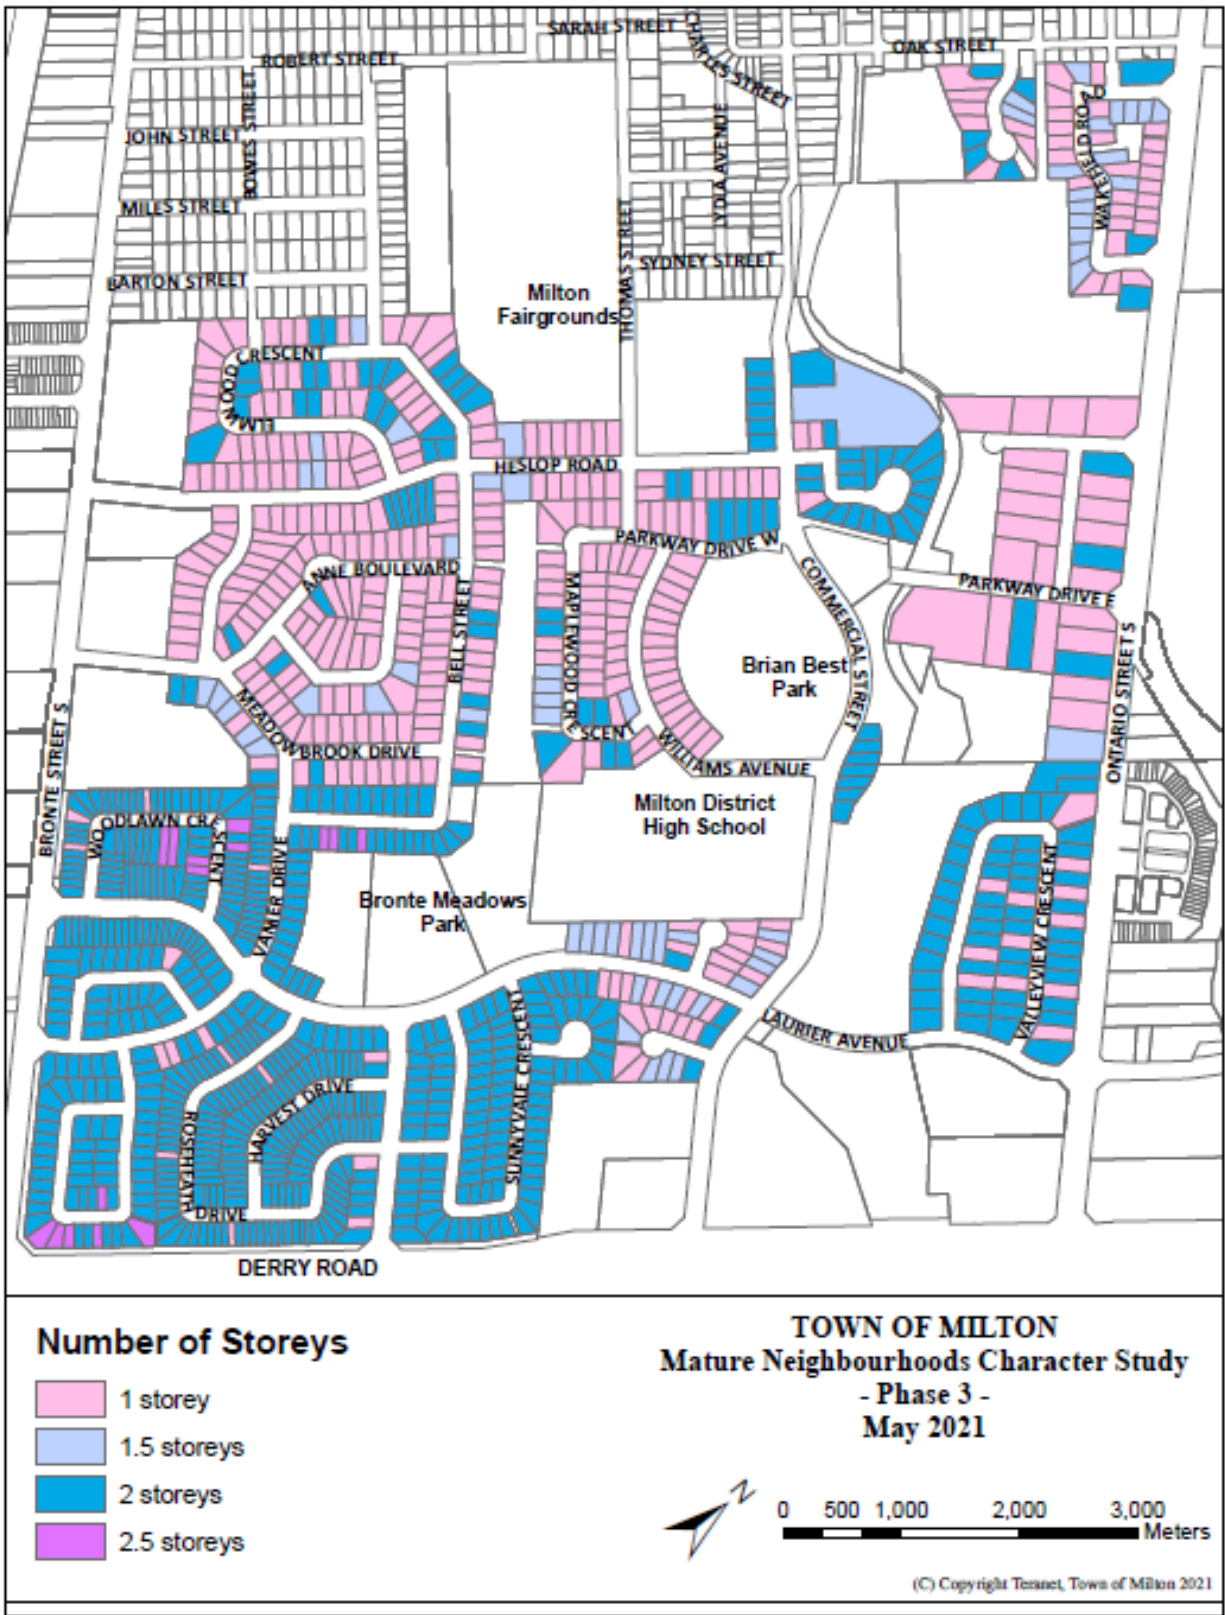 SARAH STREET
CHARLES STREET
OAK STREET
ROBERT STREET
BOWES STREET
JOHN STREET
LYDIA AVENUE
WAKEFIELD ROAD
MILES STREET
THOMAS STREET
SYDNEY STREET
BARTON STREET
Milton
Fairgrounds
ELMWOOD CRESCENT
HESLOP ROAD
PARKWAY DRIVE W
ANNE BOULEVARD
COMMERCIAL STREET
PARKWAY DRIVE E
MAPLEWOOD CRESCENT
BELL STREET
Brian Best
Park
ONTARIO STREET S
BRONTE STREET S
MEADOWBROOK DRIVE
WILLIAMS AVENUE
Milton District
High School
WOODLAWN CRESCENT
VANIER DRIVE
Bronte Meadows
Park
VALLEYVIEW CRESCENT
LAURIER AVENUE
SUNNYVALE CRESCENT
HARVEST DRIVE
ROSEHEATH DRIVE
DERRY ROAD
Number of Storeys
1 storey
1.5 storeys
2 storeys
2.5 storeys
TOWN OF MILTON
Mature Neighbourhoods Character Study
- Phase 3 -
May 2021
N
0 500 1,000 2,000 3,000
Meters
(C) Copyright Teranet, Town of Milton 2021